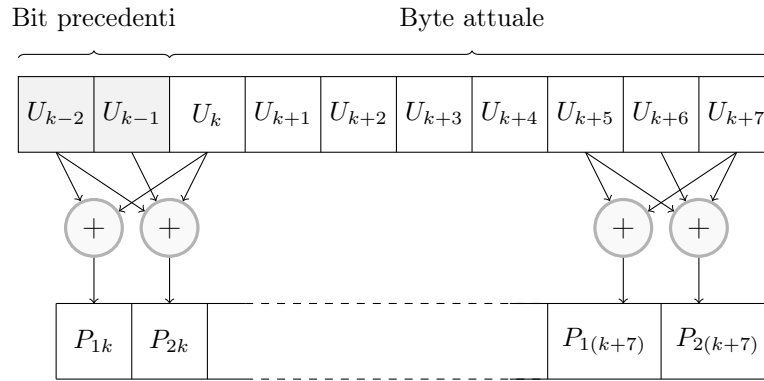 Bit precedenti Byte attuale
U_{k−2} U_{k−1} U_k U_{k+1} U_{k+2} U_{k+3} U_{k+4} U_{k+5} U_{k+6} U_{k+7}
+ + + +
P_{1k} P_{2k} P_{1(k+7)} P_{2(k+7)}